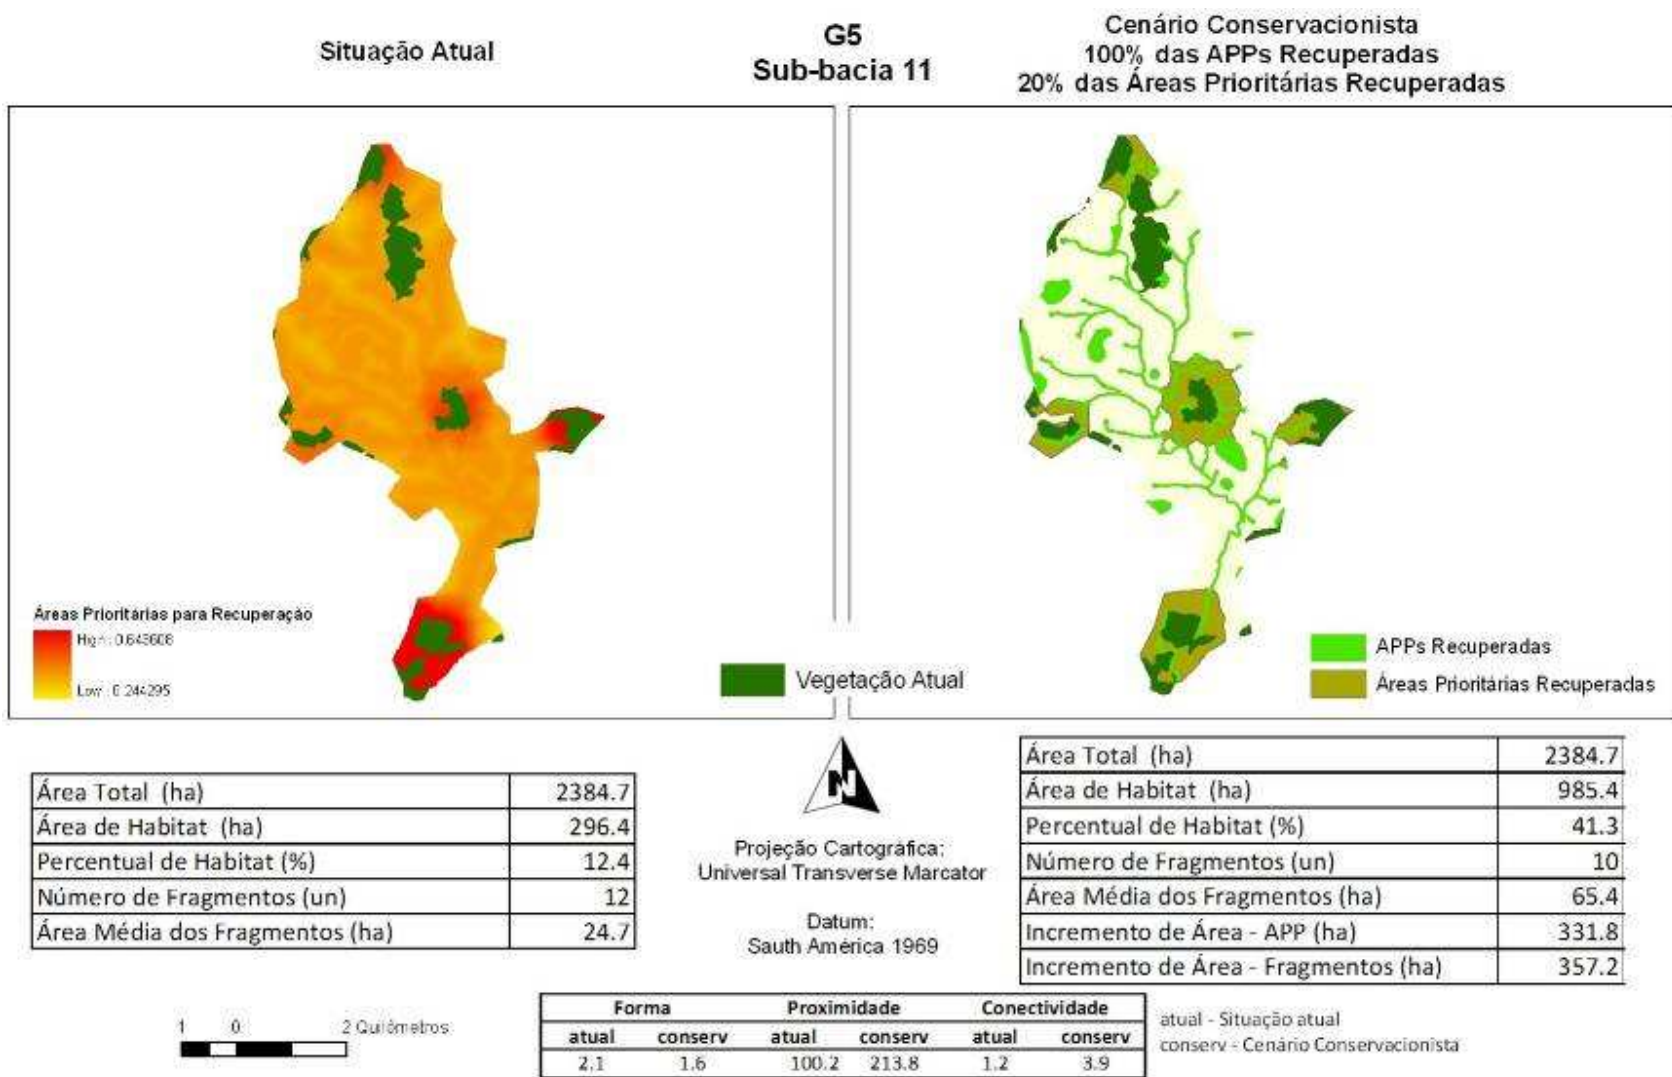 Situação Atual
G5
Sub-bacia 11
Cenário Conservacionista
100% das APPs Recuperadas
20% das Áreas Prioritárias Recuperadas
Áreas Prioritárias para Recuperação
High : 0.643608
Low : 0.244295
Vegetação Atual
APPs Recuperadas
Áreas Prioritárias Recuperadas
Área Total (ha) 2384.7
Área de Habitat (ha) 296.4
Percentual de Habitat (%) 12.4
Número de Fragmentos (un) 12
Área Média dos Fragmentos (ha) 24.7
N
Projeção Cartográfica:
Universal Transverse Marcator
Datum:
Sauth América 1969
Área Total (ha) 2384.7
Área de Habitat (ha) 985.4
Percentual de Habitat (%) 41.3
Número de Fragmentos (un) 10
Área Média dos Fragmentos (ha) 65.4
Incremento de Área - APP (ha) 331.8
Incremento de Área - Fragmentos (ha) 357.2
1 0 2 Quilômetros
Forma Proximidade Conectividade
atual conserv atual conserv atual conserv
2.1 1.6 100.2 213.8 1.2 3.9
atual - Situação atual
conserv - Cenário Conservacionista